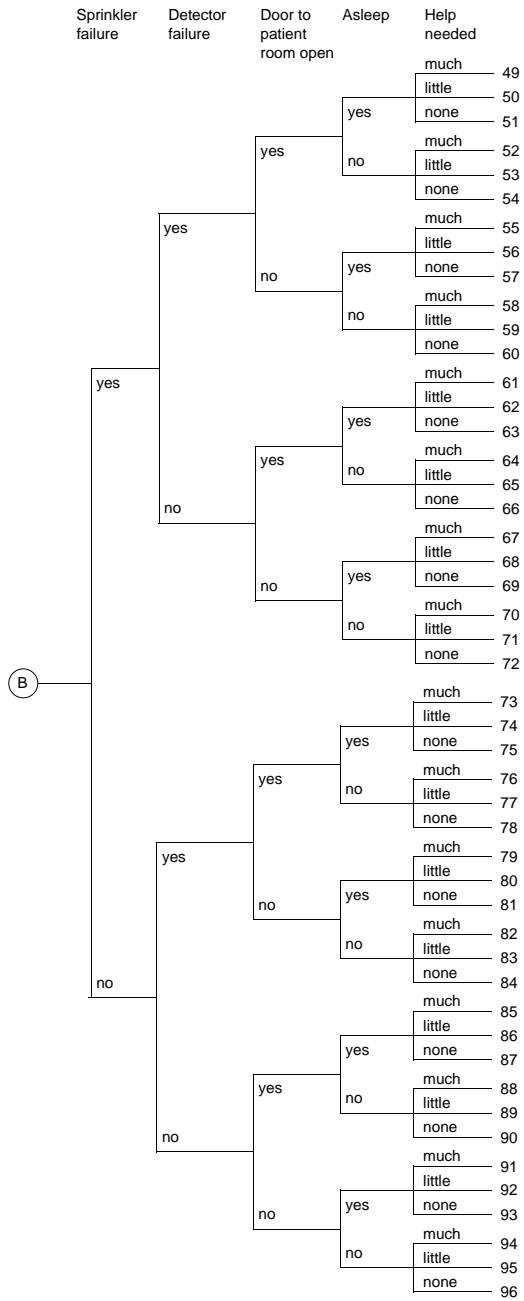 Sprinkler
failure
Detector
failure
Door to
patient
room open
Asleep
Help
needed
much 49
little 50
yes
none 51
yes
much 52
no
little 53
none 54
yes
much 55
little 56
no
yes
none 57
much 58
no
little 59
none 60
yes
much 61
little 62
yes
none 63
yes
much 64
no
little 65
none 66
no
much 67
little 68
yes
none 69
no
much 70
no
little 71
none 72
B
much 73
little 74
yes
none 75
yes
much 76
no
little 77
none 78
yes
much 79
little 80
yes
none 81
no
much 82
no
little 83
none 84
no
much 85
little 86
yes
none 87
yes
much 88
no
little 89
none 90
no
much 91
little 92
yes
none 93
no
much 94
no
little 95
none 96